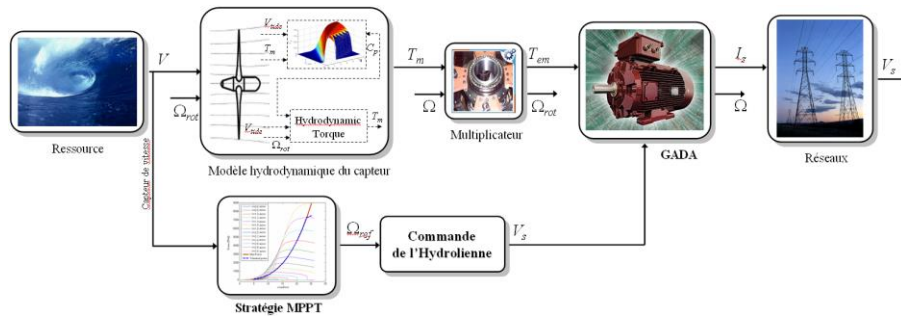 V
Ω_rot
Ressource
Capteur de vitesse
V_tide
T_m
C_p
Hydrodynamic
Torque
T_m
V_tide
Ω_rot
Modèle hydrodynamique du capteur
T_m
Ω
Multiplicateur
T_em
Ω_rot
GADA
I_s
Ω
Réseaux
V_s
Stratégie MPPT
Ω_ref
Commande
de l'Hydrolienne
V_s